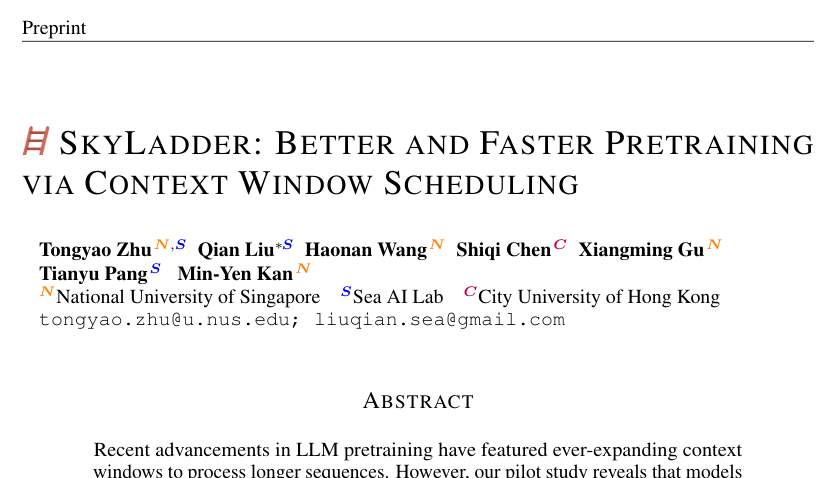 Preprint
SKYLADDER: BETTER AND FASTER PRETRAINING
VIA CONTEXT WINDOW SCHEDULING
Tongyao Zhu N,S Qian Liu*S Haonan Wang N Shiqi Chen C Xiangming Gu N
Tianyu Pang S Min-Yen Kan N
N National University of Singapore S Sea AI Lab C City University of Hong Kong
tongyao.zhu@u.nus.edu; liuqian.sea@gmail.com
ABSTRACT
Recent advancements in LLM pretraining have featured ever-expanding context
windows to process longer sequences. However, our pilot study reveals that models